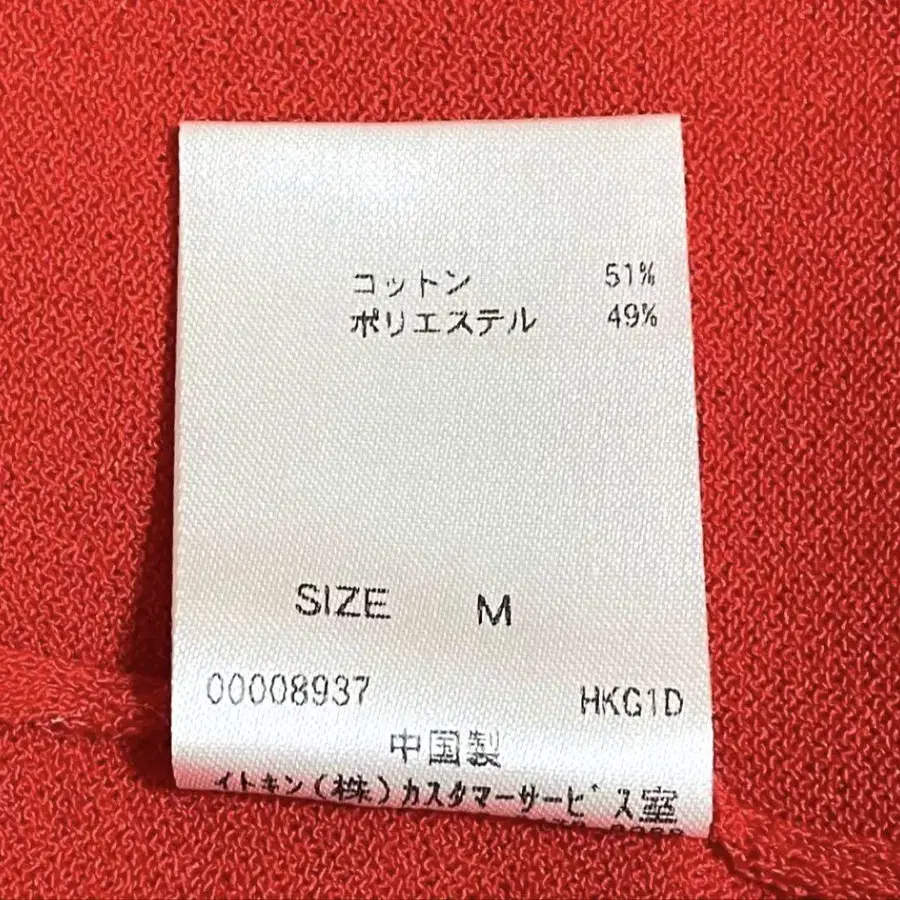 コットン 51%
ポリエステル 49%
SIZE M
00008937 HKG1D
中国製
イトキン(株)カスタマーサービス室